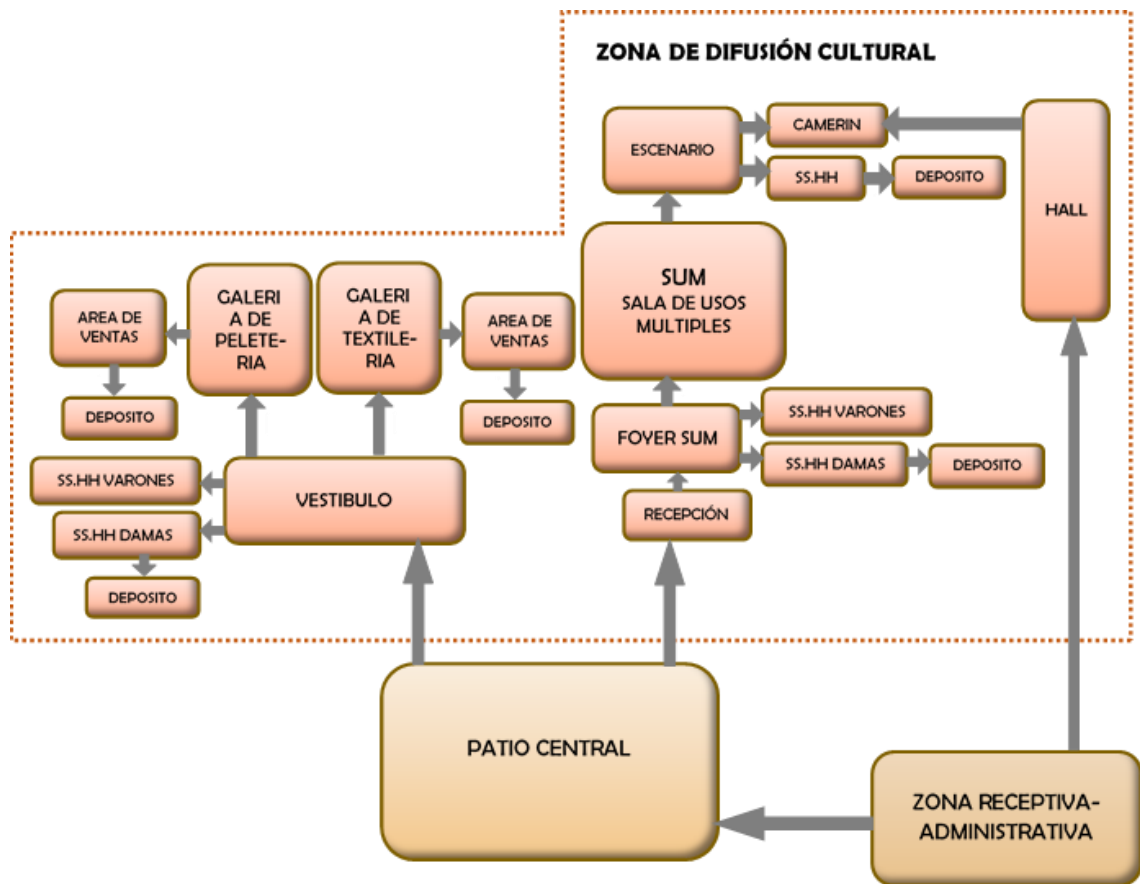 ZONA DE DIFUSIÓN CULTURAL
CAMERIN
ESCENARIO
SS.HH
DEPOSITO
HALL
SUM
SALA DE USOS
MULTIPLES
GALERI
A DE
PELETE-
RIA
GALERI
A DE
TEXTILE-
RIA
AREA DE
VENTAS
AREA DE
VENTAS
DEPOSITO
DEPOSITO
FOYER SUM
SS.HH VARONES
SS.HH DAMAS
DEPOSITO
SS.HH VARONES
VESTIBULO
RECEPCIÓN
SS.HH DAMAS
DEPOSITO
PATIO CENTRAL
ZONA RECEPTIVA-
ADMINISTRATIVA